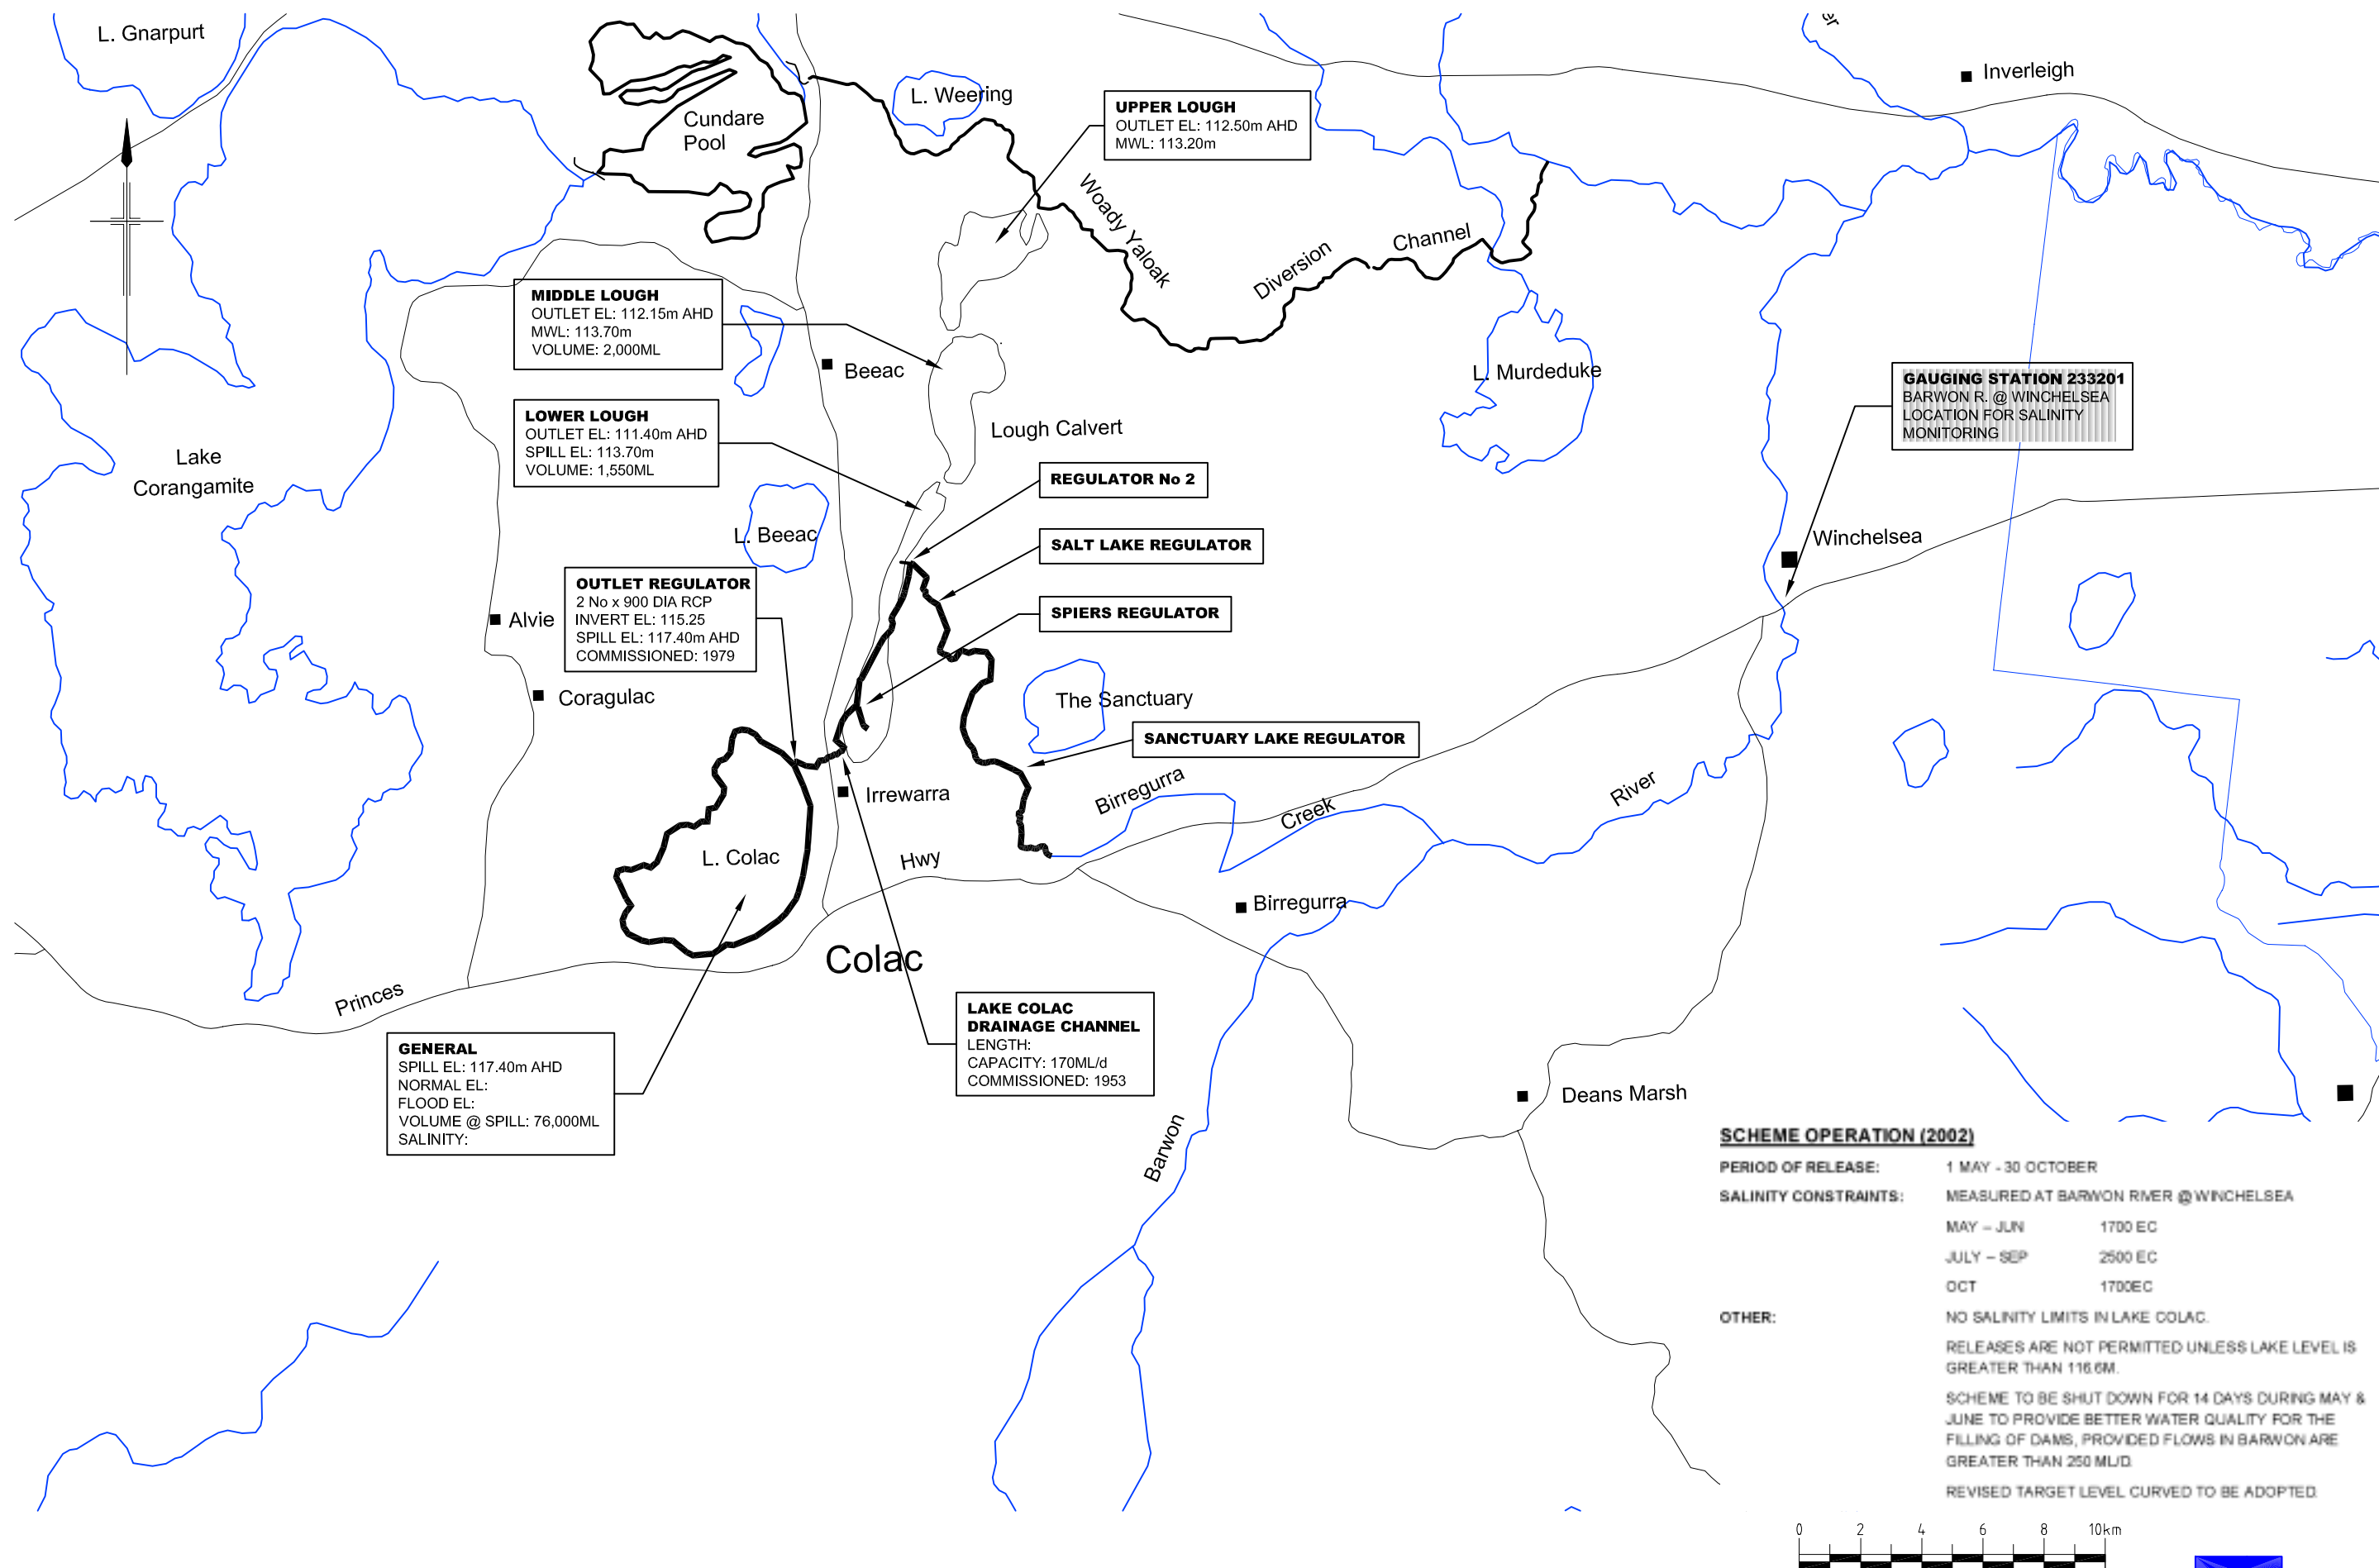 er
L. Gnarpurt
Inverleigh
L. Weering
Cundare
Pool
UPPER LOUGH
OUTLET EL: 112.50m AHD
MWL: 113.20m
Woady Yaloak
Diversion
Channel
MIDDLE LOUGH
OUTLET EL: 112.15m AHD
MWL: 113.70m
VOLUME: 2,000ML
Beeac
L. Murdeduke
GAUGING STATION 233201
BARWON R. @ WINCHELSEA
LOCATION FOR SALINITY
MONITORING
LOWER LOUGH
OUTLET EL: 111.40m AHD
SPILL EL: 113.70m
VOLUME: 1,550ML
Lough Calvert
Lake
Corangamite
REGULATOR No 2
L. Beeac
SALT LAKE REGULATOR
Winchelsea
OUTLET REGULATOR
2 No x 900 DIA RCP
INVERT EL: 115.25
SPILL EL: 117.40m AHD
COMMISSIONED: 1979
Alvie
SPIERS REGULATOR
Coragulac
The Sanctuary
SANCTUARY LAKE REGULATOR
Irrewarra
Birregurra
Creek
River
L. Colac
Hwy
Birregurra
Colac
Princes
LAKE COLAC
DRAINAGE CHANNEL
LENGTH:
CAPACITY: 170ML/d
COMMISSIONED: 1953
GENERAL
SPILL EL: 117.40m AHD
NORMAL EL:
FLOOD EL:
VOLUME @ SPILL: 76,000ML
SALINITY:
Deans Marsh
Barwon
SCHEME OPERATION (2002)
PERIOD OF RELEASE: 1 MAY - 30 OCTOBER
SALINITY CONSTRAINTS: MEASURED AT BARWON RIVER @ WINCHELSEA
MAY – JUN 1700 EC
JULY – SEP 2500 EC
OCT 1700EC
OTHER: NO SALINITY LIMITS IN LAKE COLAC.
RELEASES ARE NOT PERMITTED UNLESS LAKE LEVEL IS
GREATER THAN 116.6M.
SCHEME TO BE SHUT DOWN FOR 14 DAYS DURING MAY &
JUNE TO PROVIDE BETTER WATER QUALITY FOR THE
FILLING OF DAMS, PROVIDED FLOWS IN BARWON ARE
GREATER THAN 250 ML/D.
REVISED TARGET LEVEL CURVED TO BE ADOPTED.
0 2 4 6 8 10km